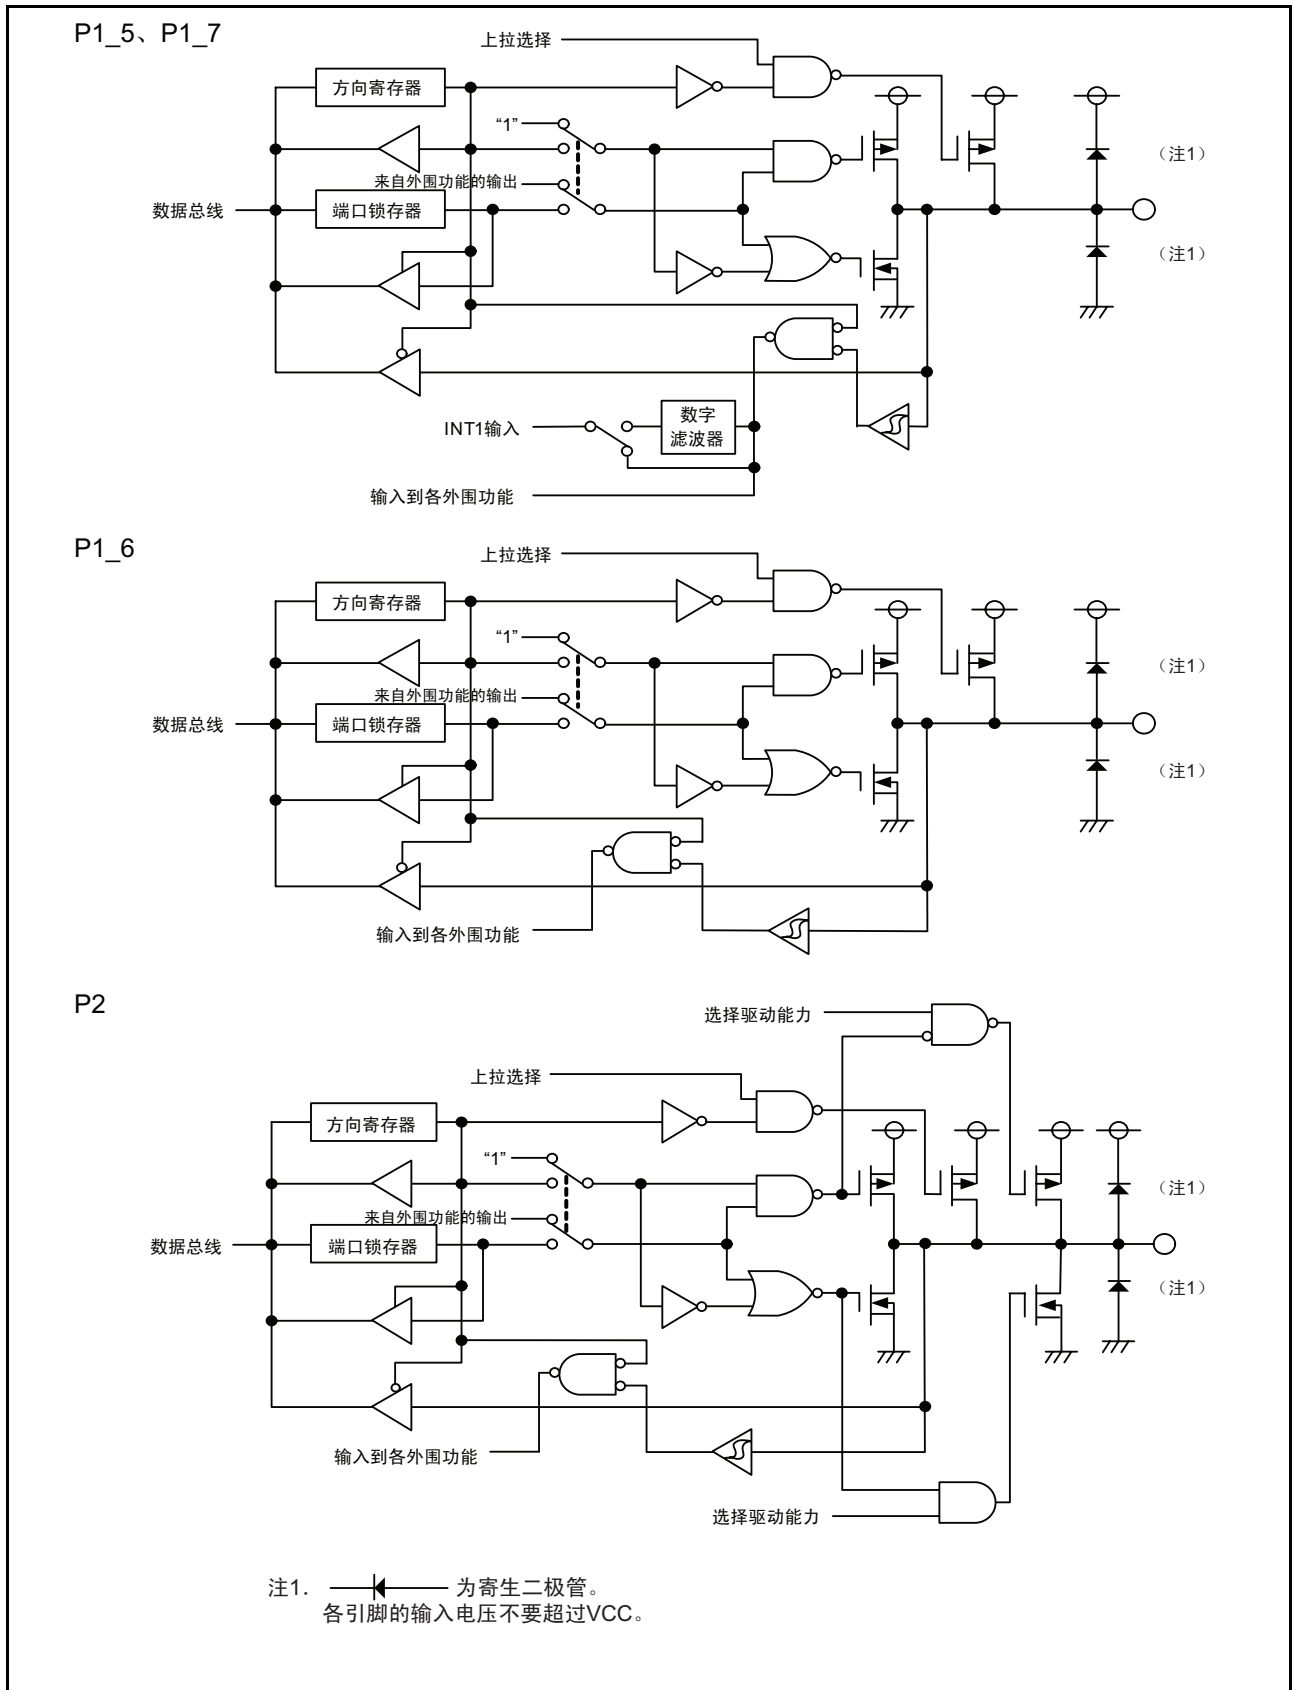 P1_5、P1_7
上拉选择
方向寄存器
“1”
（注1）
来自外围功能的输出
数据总线
端口锁存器
（注1）
数字
滤波器
INT1输入
输入到各外围功能
P1_6
上拉选择
方向寄存器
“1”
（注1）
来自外围功能的输出
数据总线
端口锁存器
（注1）
输入到各外围功能
P2
选择驱动能力
上拉选择
方向寄存器
“1”
（注1）
来自外围功能的输出
数据总线
端口锁存器
（注1）
输入到各外围功能
选择驱动能力
注1. 为寄生二极管。
各引脚的输入电压不要超过VCC。